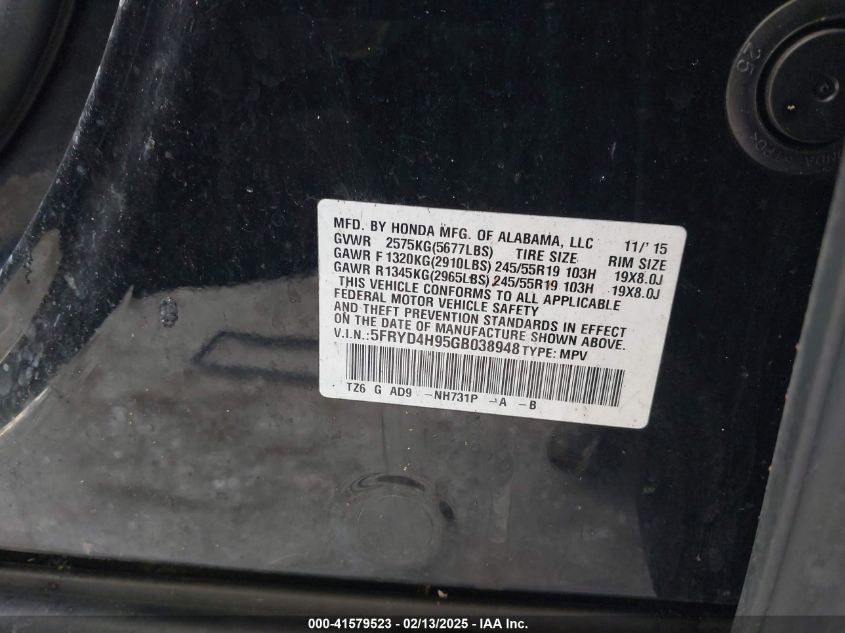 25
HONDA
MFD. BY HONDA MFG. OF ALABAMA, LLC 11/'15
GVWR 2575KG(5677LBS) TIRE SIZE RIM SIZE
GAWR F 1320KG(2910LBS) 245/55R19 103H 19X8.0J
GAWR R 1345KG(2965LBS) 245/55R19 103H 19X8.0J
THIS VEHICLE CONFORMS TO ALL APPLICABLE
FEDERAL MOTOR VEHICLE SAFETY
AND THEFT PREVENTION STANDARDS IN EFFECT
ON THE DATE OF MANUFACTURE SHOWN ABOVE.
V.I.N.:5FRYD4H95GB038948 TYPE: MPV
TZ6 G AD9 -NH731P -A -B
000-41579523 - 02/13/2025 - IAA Inc.